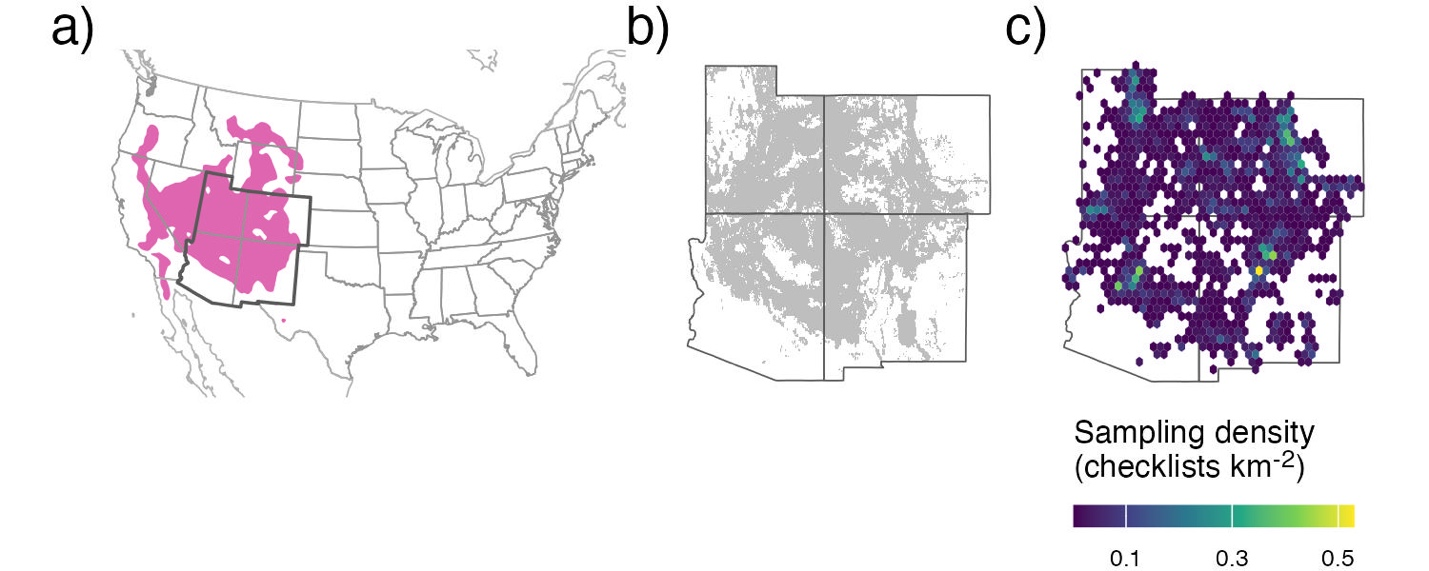 a)
b)
c)
Sampling density
(checklists km⁻²)
0.1 0.3 0.5